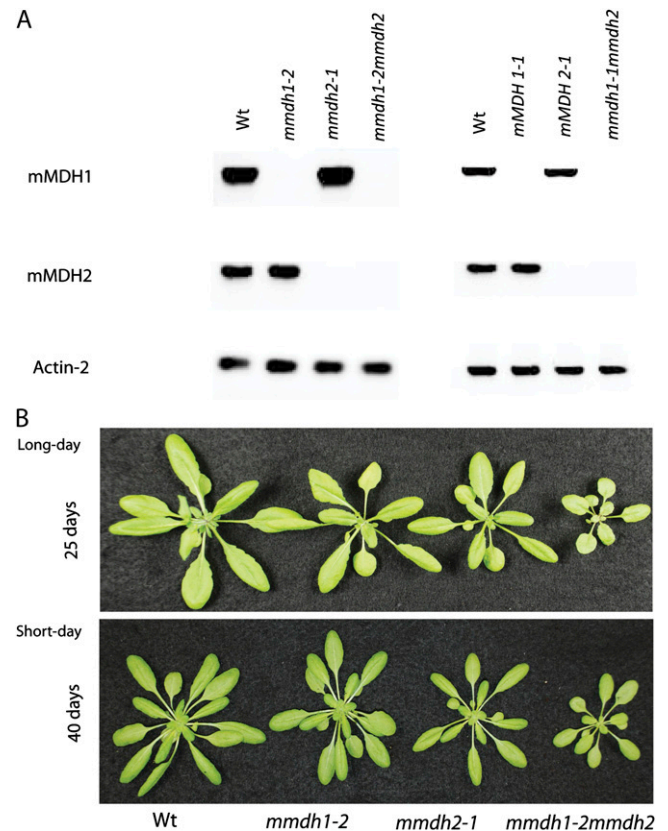 A
Wt
mmdh1-2
mmdh2-1
mmdh1-2mmdh2
Wt
mMDH 1-1
mMDH 2-1
mmdh1-1mmdh2
mMDH1
mMDH2
Actin-2
B
Long-day
25 days
Short-day
40 days
Wt
mmdh1-2
mmdh2-1
mmdh1-2mmdh2